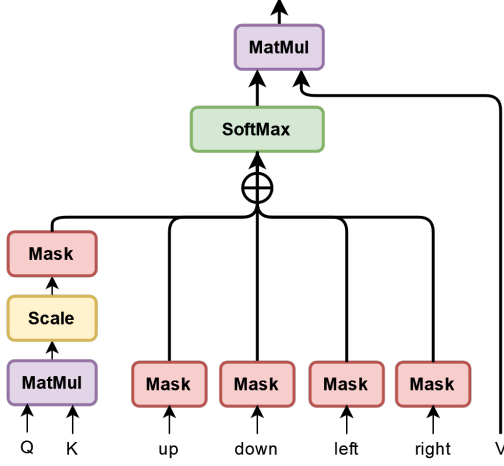 MatMul
SoftMax
Mask
Scale
MatMul
Mask
Mask
Mask
Mask
Q
K
up
down
left
right
V